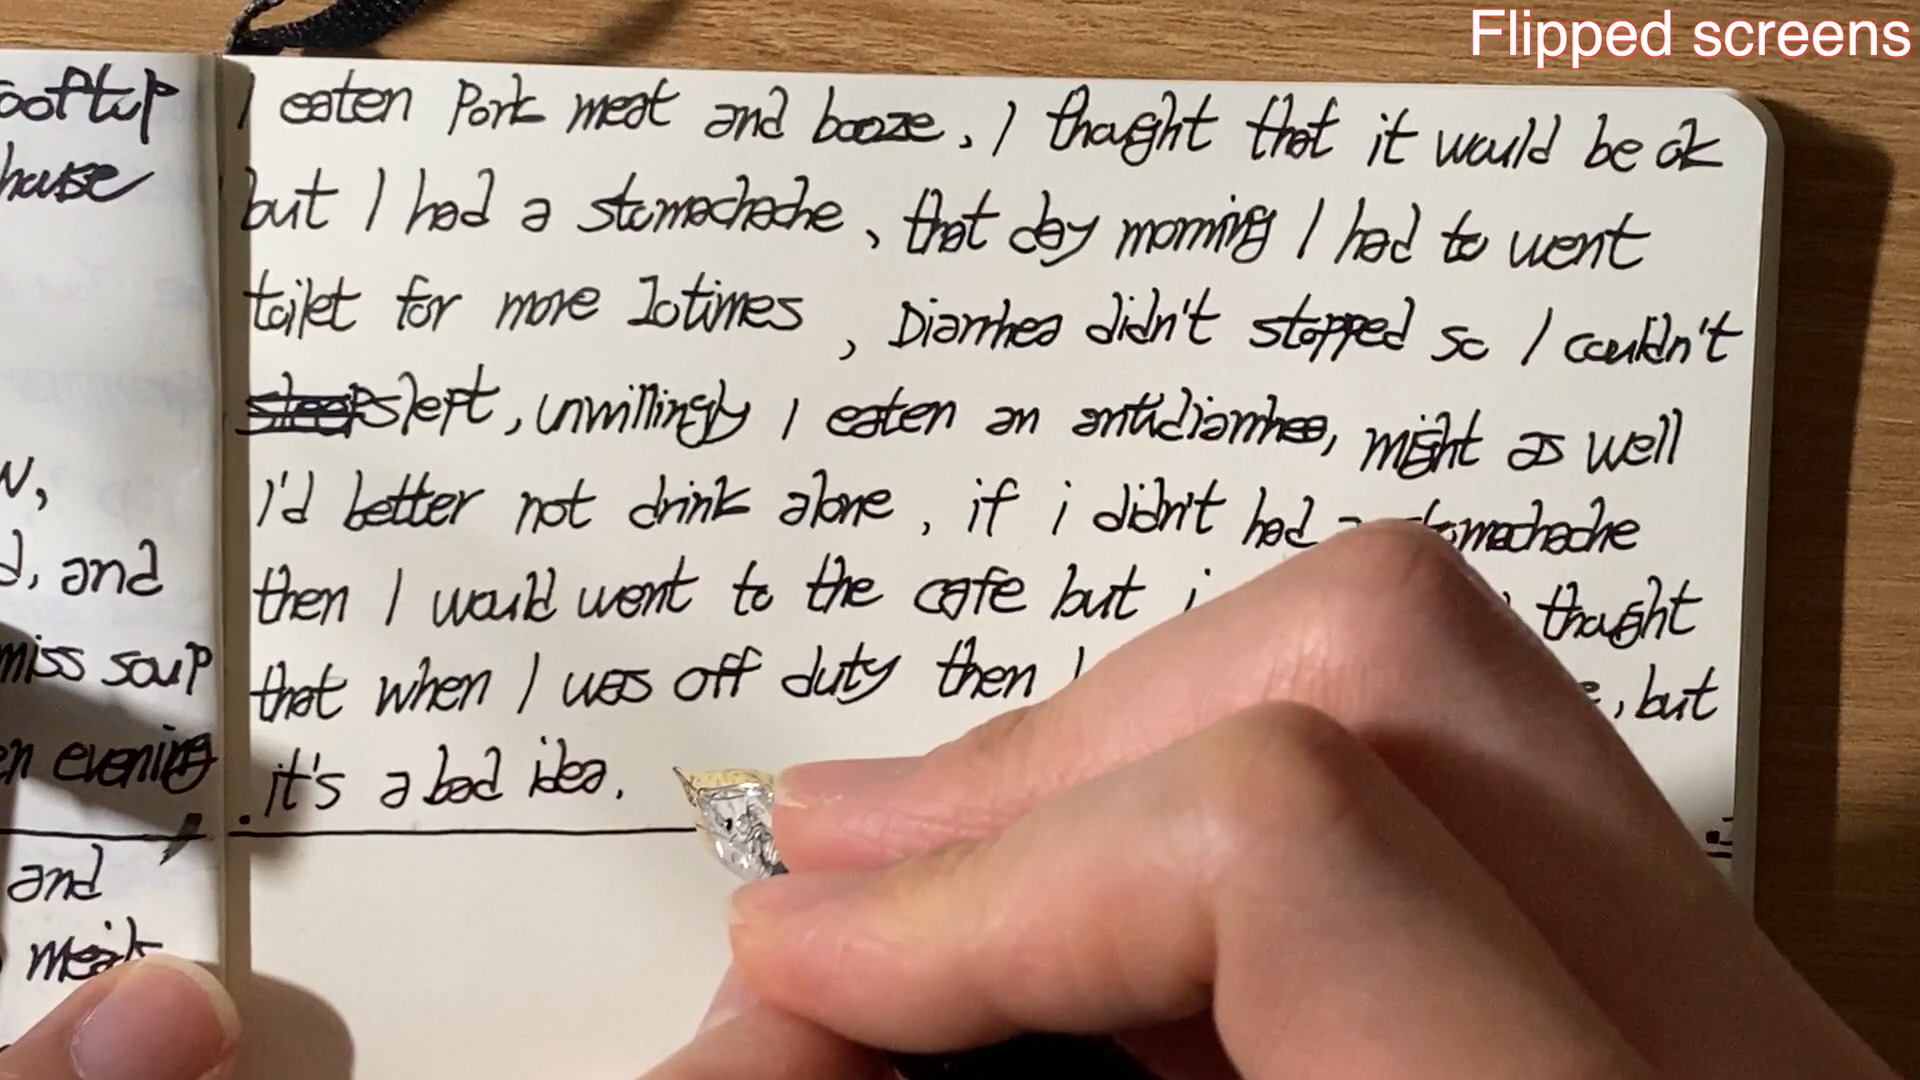 Flipped screens
ooftup
house
N,
d, and
miss soup
en evening
and
I eaten Pork meat and booze, I thought that it would be ok
but I had a stomachache, that day morning I had to went
toilet for more 10times, Diarrhea didn't stopped so I couldn't
slept, unwillingly I eaten an antidiarrhea, might as well
I'd better not drink alone, if i didn't had a stomachache
then I would went to the cafe but i thought
that when I was off duty then I , but
it's a bad idea.